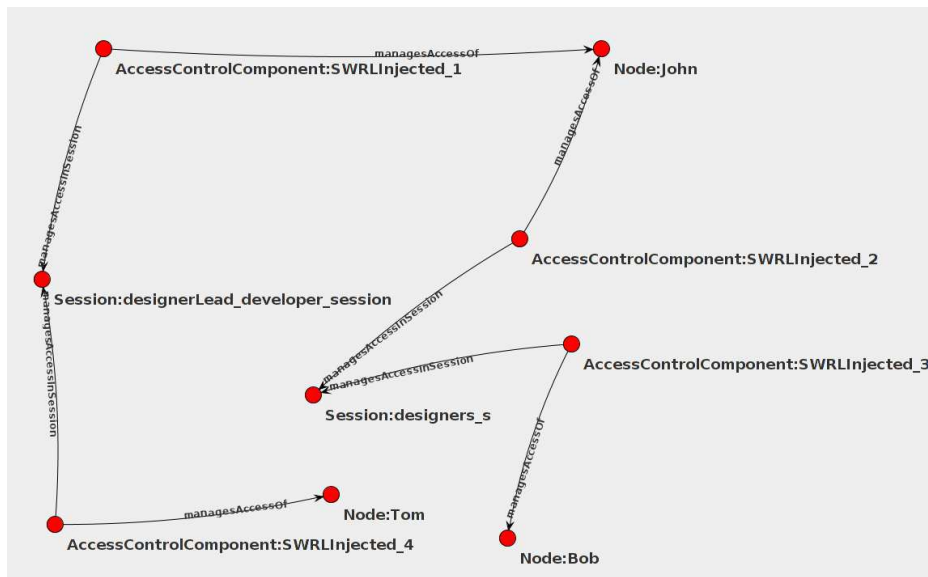 managesAccessOf
AccessControlComponent:SWRLInjected_1
Node:John
managesAccessOf
managesAccessInSession
AccessControlComponent:SWRLInjected_2
Session:designerLead_developer_session
managesAccessInSession
managesAccessInSession
managesAccessInSession
AccessControlComponent:SWRLInjected_3
Session:designers_s
managesAccessOf
managesAccessOf
Node:Tom
AccessControlComponent:SWRLInjected_4
Node:Bob